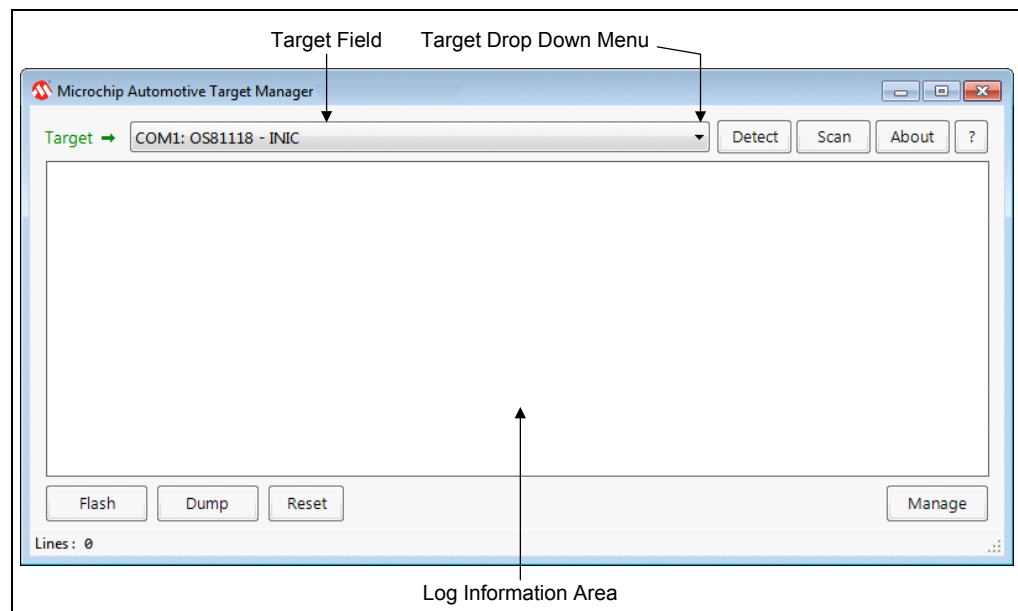 Target Field Target Drop Down Menu
Microchip Automotive Target Manager
Target → COM1: OS81118 - INIC Detect Scan About ?
Flash Dump Reset Manage
Lines: 0
Log Information Area